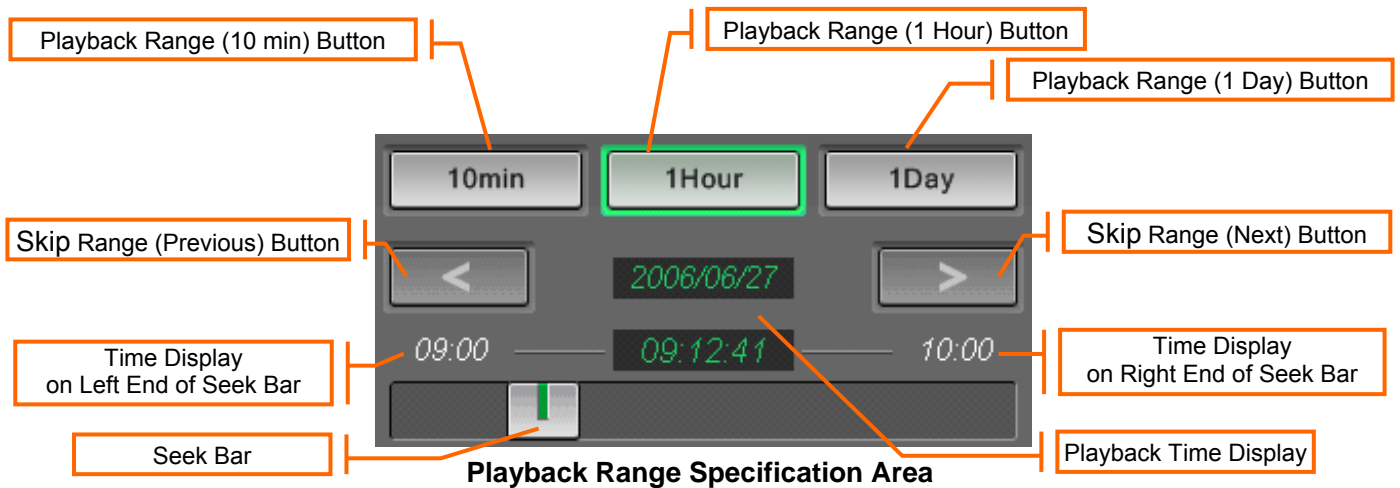 Playback Range (10 min) Button
Playback Range (1 Hour) Button
Playback Range (1 Day) Button
10min
1Hour
1Day
Skip Range (Previous) Button
Skip Range (Next) Button
<
2006/06/27
>
09:00
09:12:41
10:00
Time Display
on Left End of Seek Bar
Time Display
on Right End of Seek Bar
Seek Bar
Playback Time Display
Playback Range Specification Area